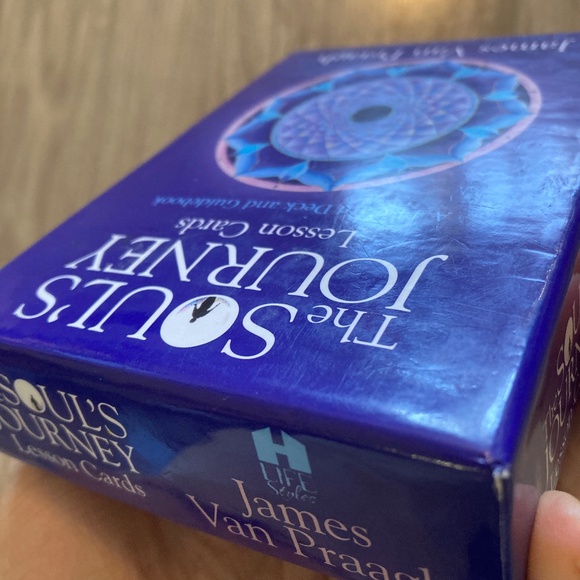 James Van Praagh
Deck and Guidebook
Lesson Cards
The SOUL'S
JOURNEY
SOUL'S
JOURNEY
Lesson Cards
H
LIFE
Styles
James
Van Praagh